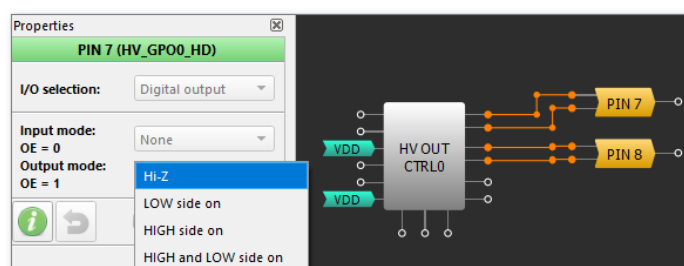 Properties
PIN 7 (HV_GPO0_HD)
I/O selection: Digital output
Input mode:
OE = 0
None
Output mode:
OE = 1
Hi-Z
LOW side on
HIGH side on
HIGH and LOW side on
VDD
VDD
HV OUT
CTRL0
PIN 7
PIN 8